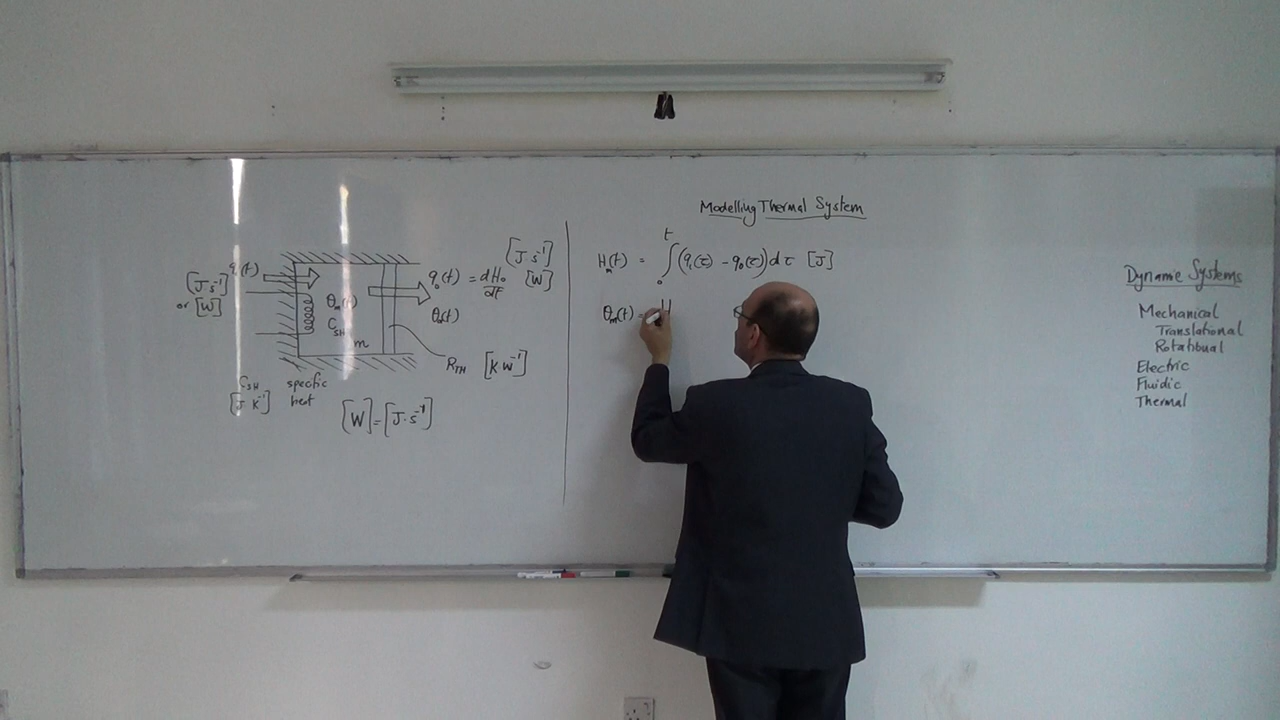 Modelling Thermal System
[J s⁻¹]
[J s⁻¹] or [W]
qᵢ(t)
q₀(t) = dH₀/dt [W]
θₘ(t)
θ₀(t)
C_SH
m
R_TH [K W⁻¹]
C_SH specific heat
[J K⁻¹]
[W] = [J·s⁻¹]
Hₘ(t) = ∫₀ᵗ (qᵢ(τ) - q₀(τ)) dτ [J]
θₘ(t) = H
Dynamic Systems
Mechanical
Translational
Rotational
Electric
Fluidic
Thermal